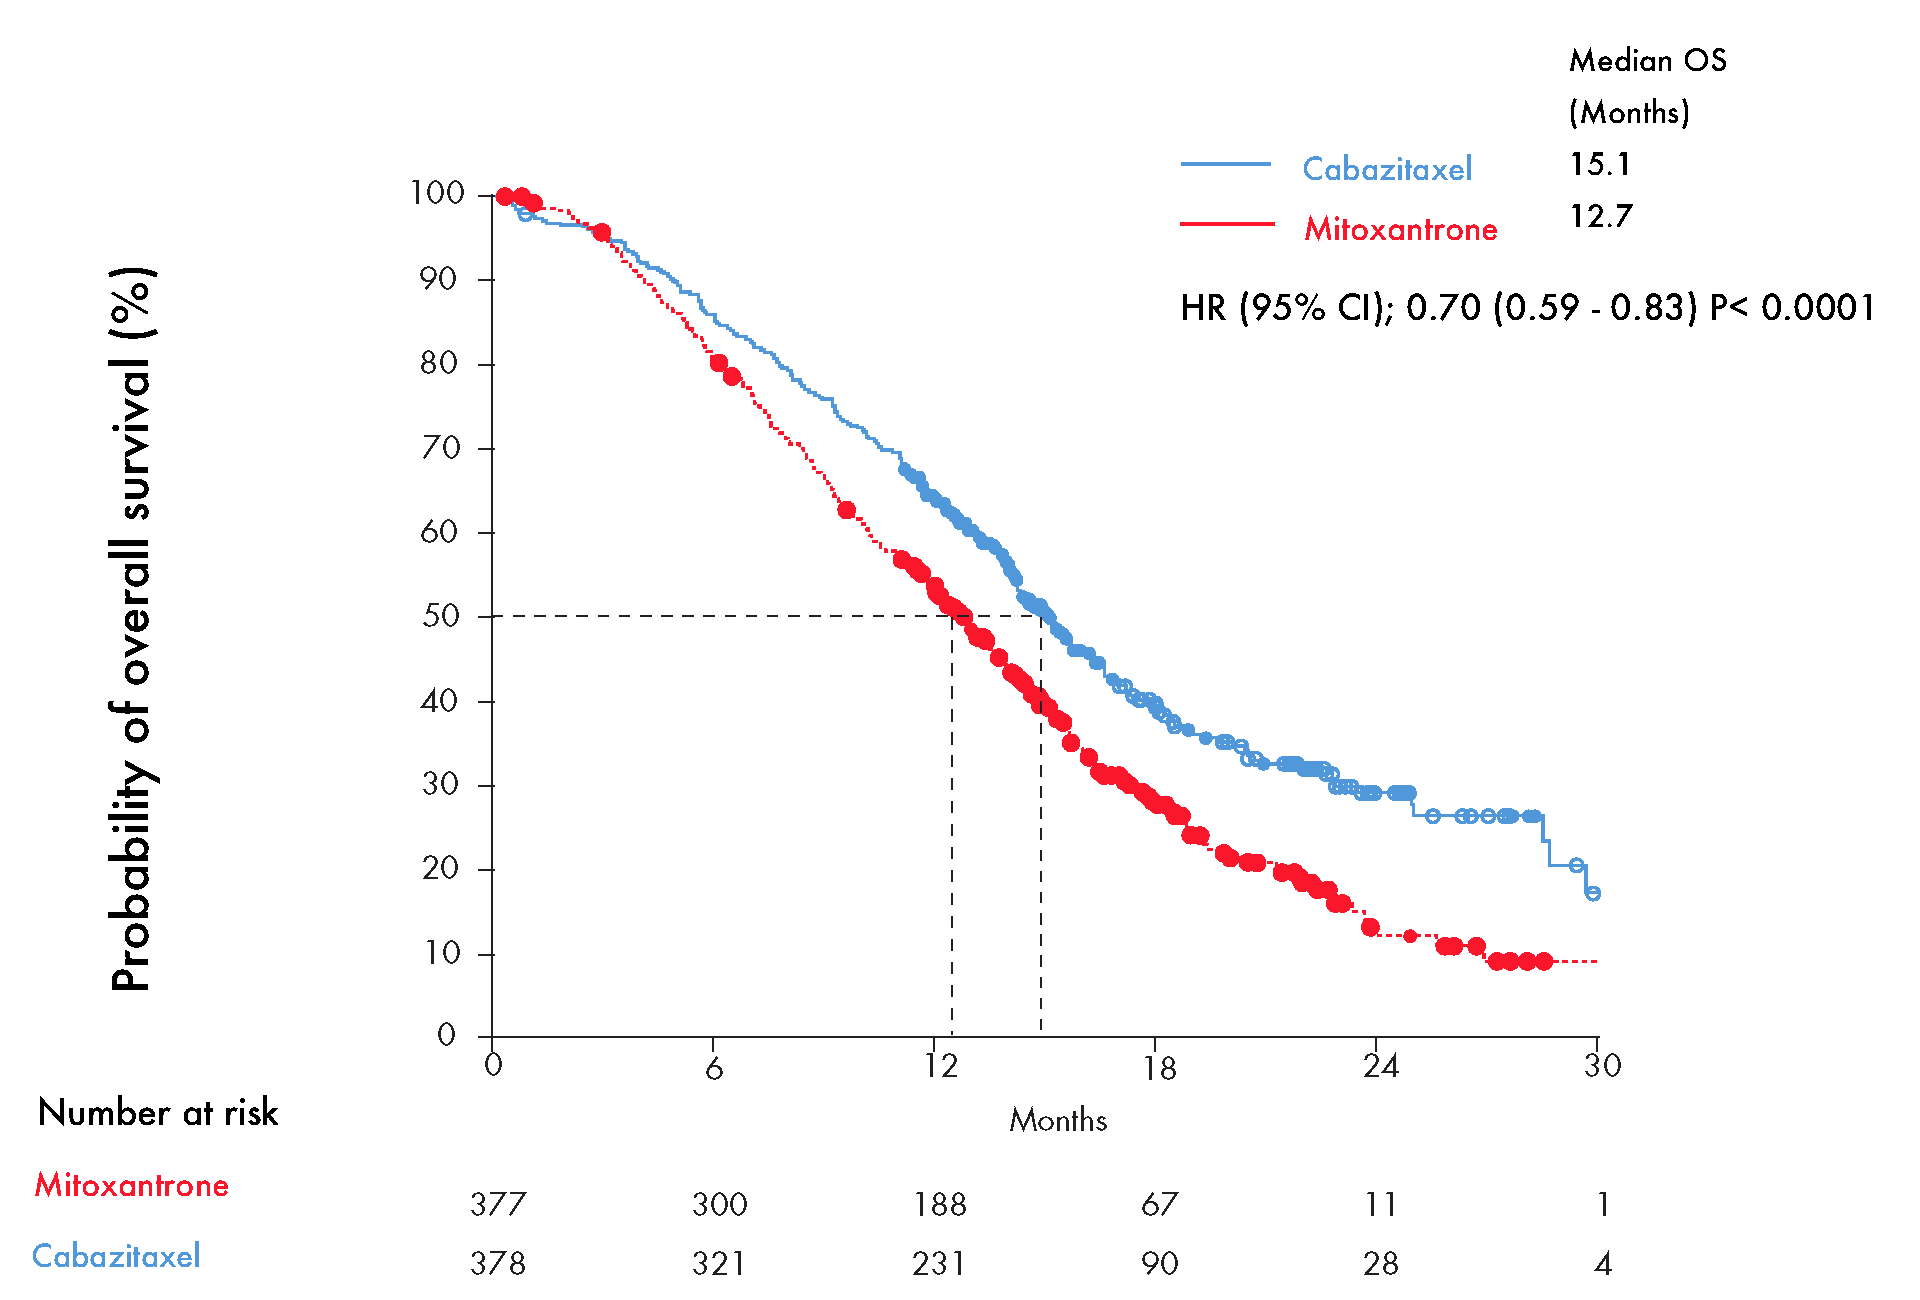 Median OS
(Months)
Cabazitaxel 15.1
Mitoxantrone 12.7
HR (95% CI); 0.70 (0.59 - 0.83) P< 0.0001
Probability of overall survival (%)
100
90
80
70
60
50
40
30
20
10
0
0 6 12 18 24 30
Months
Number at risk
Mitoxantrone 377 300 188 67 11 1
Cabazitaxel 378 321 231 90 28 4